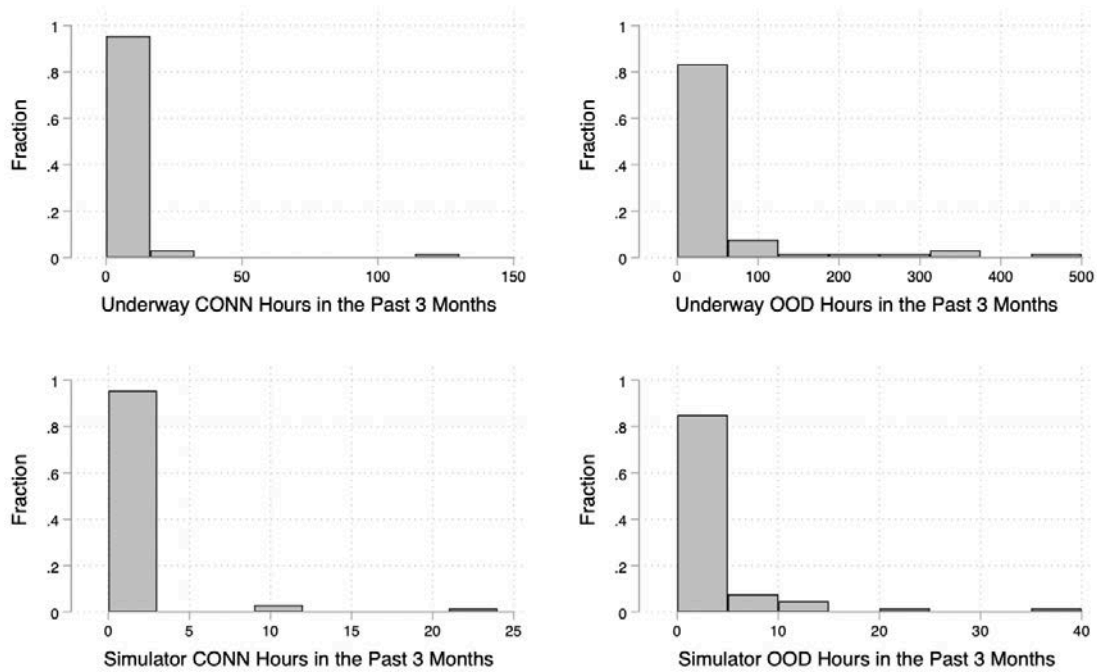 1
.8
.6
.4
.2
0
Fraction
0 50 100 150
Underway CONN Hours in the Past 3 Months
1
.8
.6
.4
.2
0
Fraction
0 100 200 300 400 500
Underway OOD Hours in the Past 3 Months
1
.8
.6
.4
.2
0
Fraction
0 5 10 15 20 25
Simulator CONN Hours in the Past 3 Months
1
.8
.6
.4
.2
0
Fraction
0 10 20 30 40
Simulator OOD Hours in the Past 3 Months